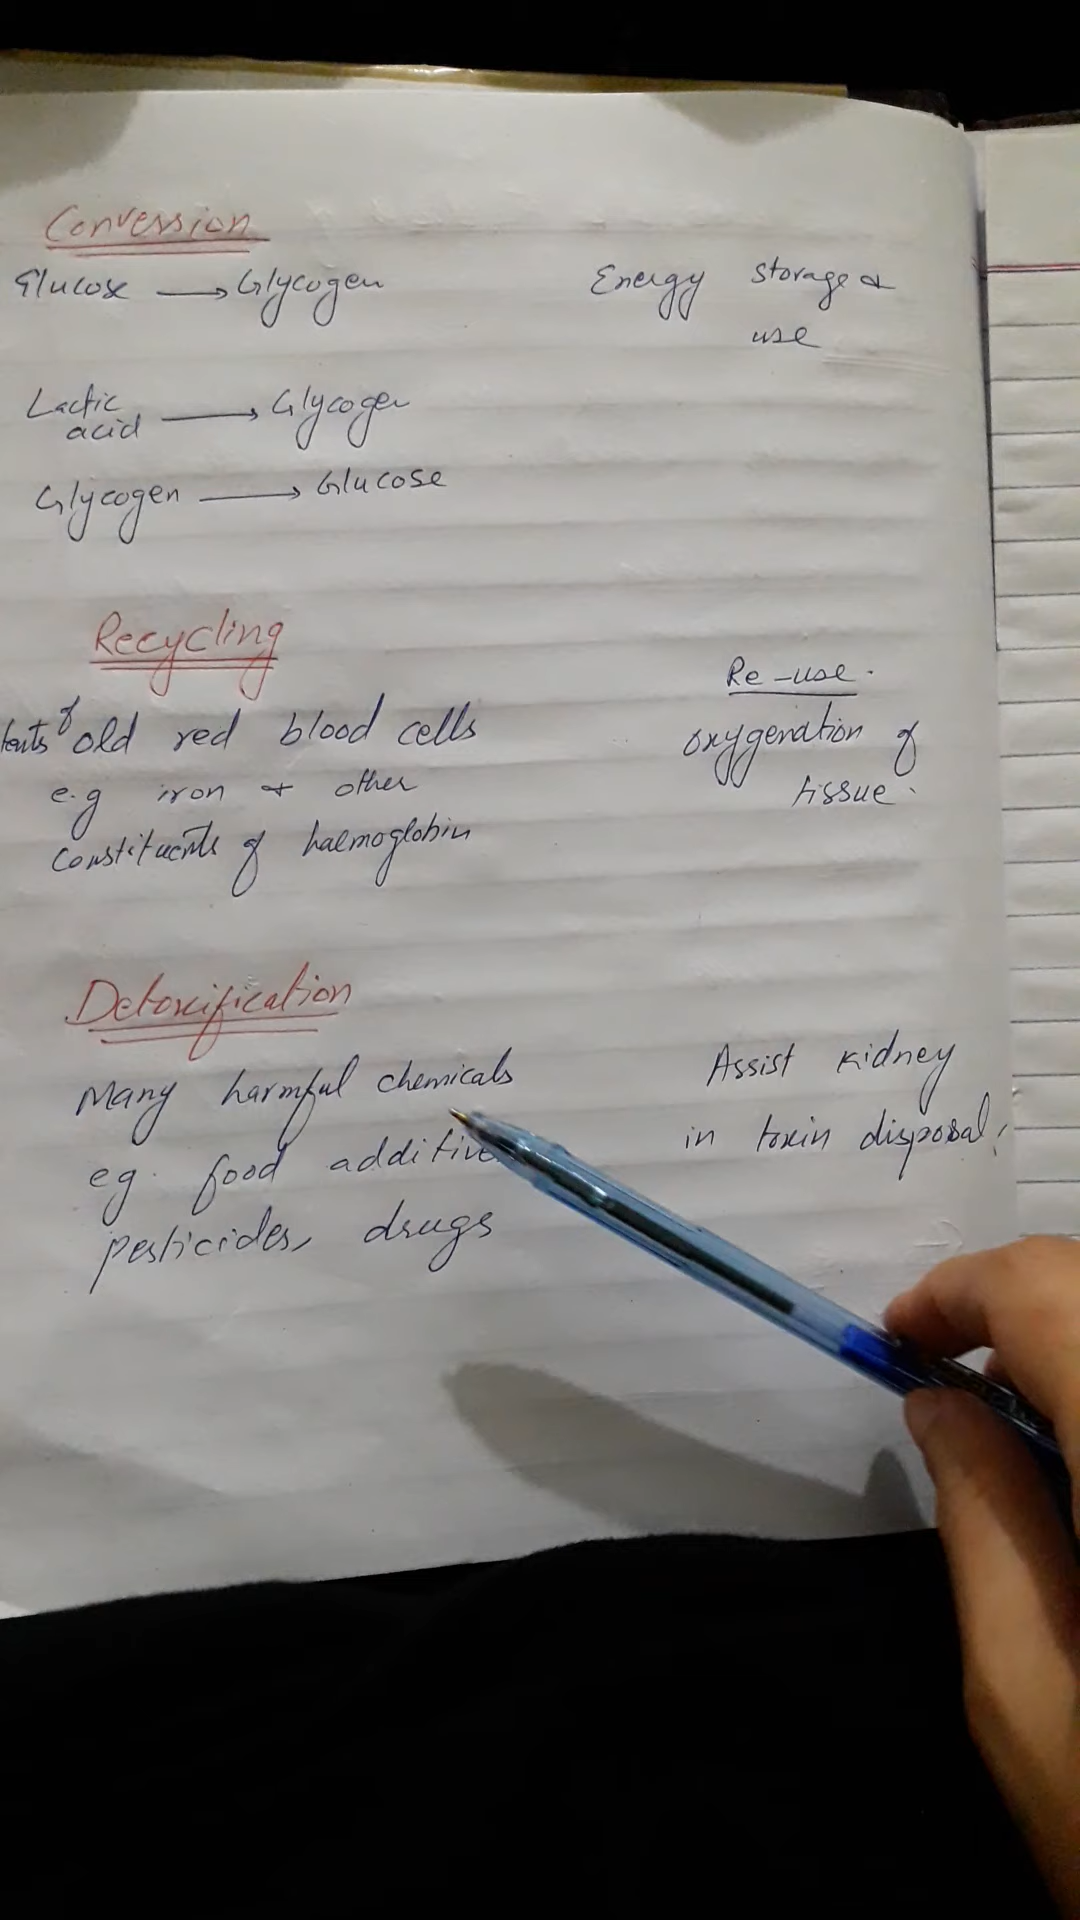 Conversion
Glucose → Glycogen Energy storage &
use
Lactic
acid → Glycogen
Glycogen → Glucose
Recycling
Re-use.
of old red blood cells oxygenation of
e.g iron & other tissue.
constituents of haemoglobin
Detoxification
Many harmful chemicals Assist kidney
eg. food additive in toxin disposal.
pesticides, drugs